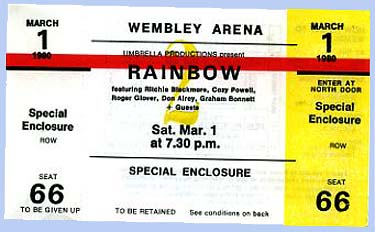 MARCH
1
1980
Special
Enclosure
ROW
SEAT
66
TO BE GIVEN UP
WEMBLEY ARENA
UMBRELLA PRODUCTIONS present
RAINBOW
featuring Ritchie Blackmore, Cozy Powell,
Roger Glover, Don Airey, Graham Bonnett
+ Guests
Sat. Mar. 1
at 7.30 p.m.
SPECIAL ENCLOSURE
TO BE RETAINED See conditions on back
MARCH
1
1980
ENTER AT
NORTH DOOR
Special
Enclosure
ROW
SEAT
66